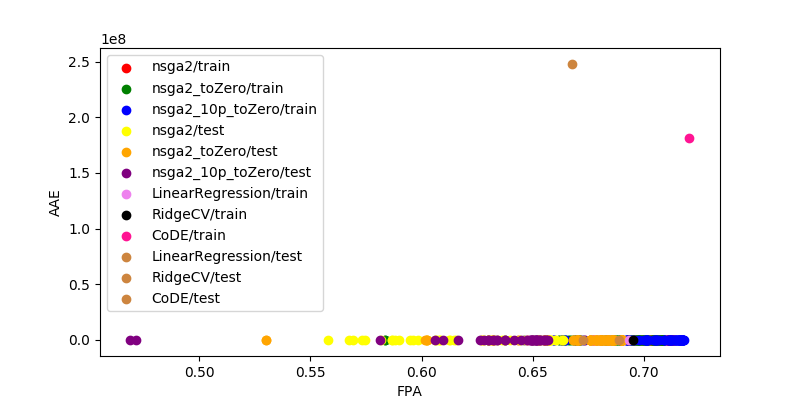 1e8
2.5
2.0
1.5
1.0
0.5
0.0
AAE
nsga2/train
nsga2_toZero/train
nsga2_10p_toZero/train
nsga2/test
nsga2_toZero/test
nsga2_10p_toZero/test
LinearRegression/train
RidgeCV/train
CoDE/train
LinearRegression/test
RidgeCV/test
CoDE/test
0.50 0.55 0.60 0.65 0.70
FPA